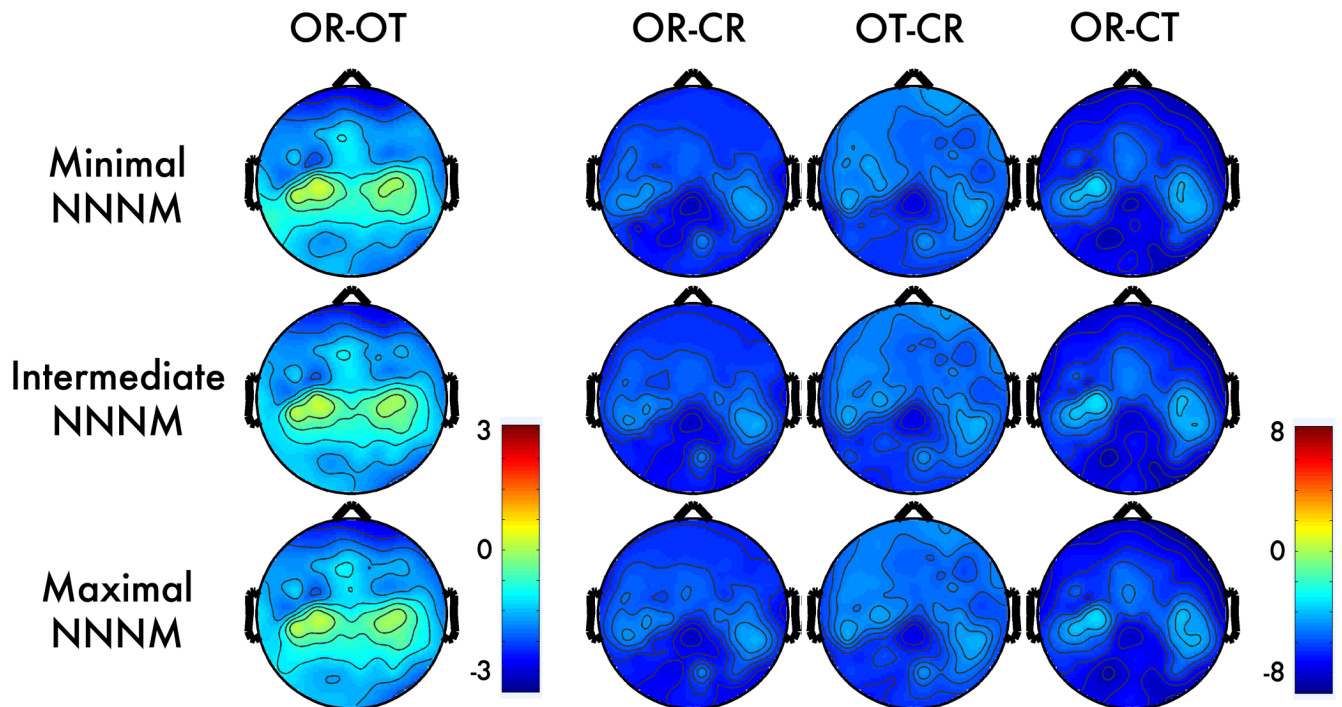 OR-OT OR-CR OT-CR OR-CT
Minimal
NNNM
Intermediate
NNNM
3
0
-3
8
0
-8
Maximal
NNNM